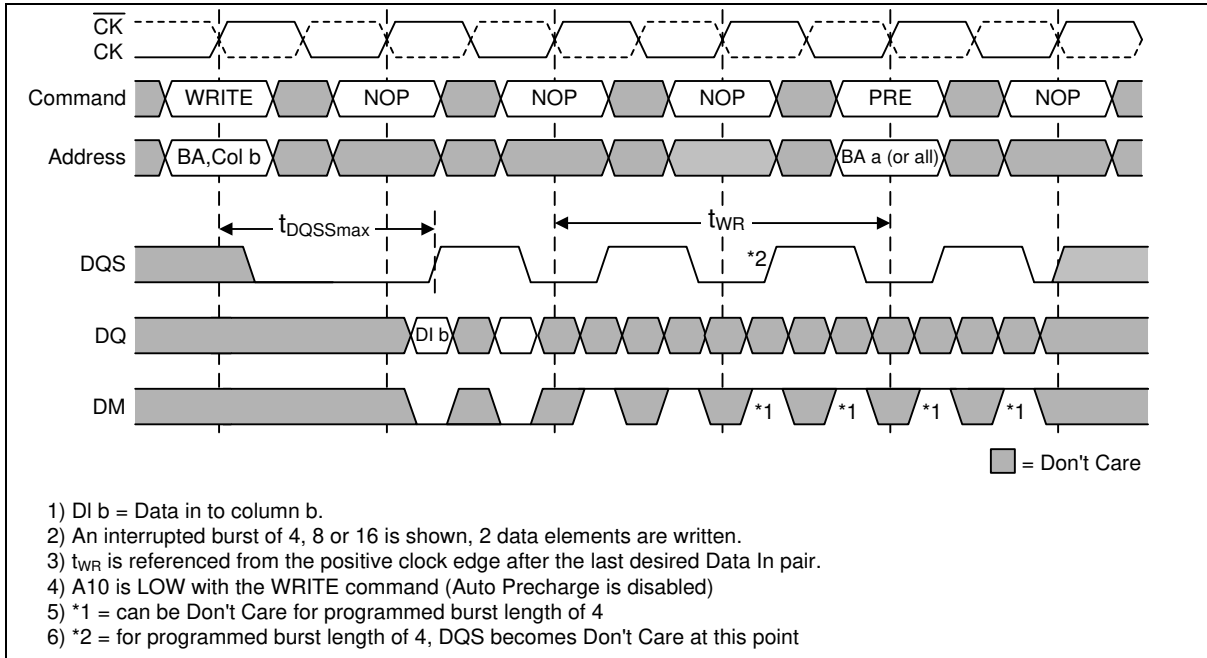 CK
CK
Command WRITE NOP NOP NOP PRE NOP
Address BA,Col b BA a (or all)
tDQSSmax tWR
DQS *2
DQ DI b
DM *1 *1 *1 *1
= Don't Care
1) DI b = Data in to column b.
2) An interrupted burst of 4, 8 or 16 is shown, 2 data elements are written.
3) tWR is referenced from the positive clock edge after the last desired Data In pair.
4) A10 is LOW with the WRITE command (Auto Precharge is disabled)
5) *1 = can be Don't Care for programmed burst length of 4
6) *2 = for programmed burst length of 4, DQS becomes Don't Care at this point